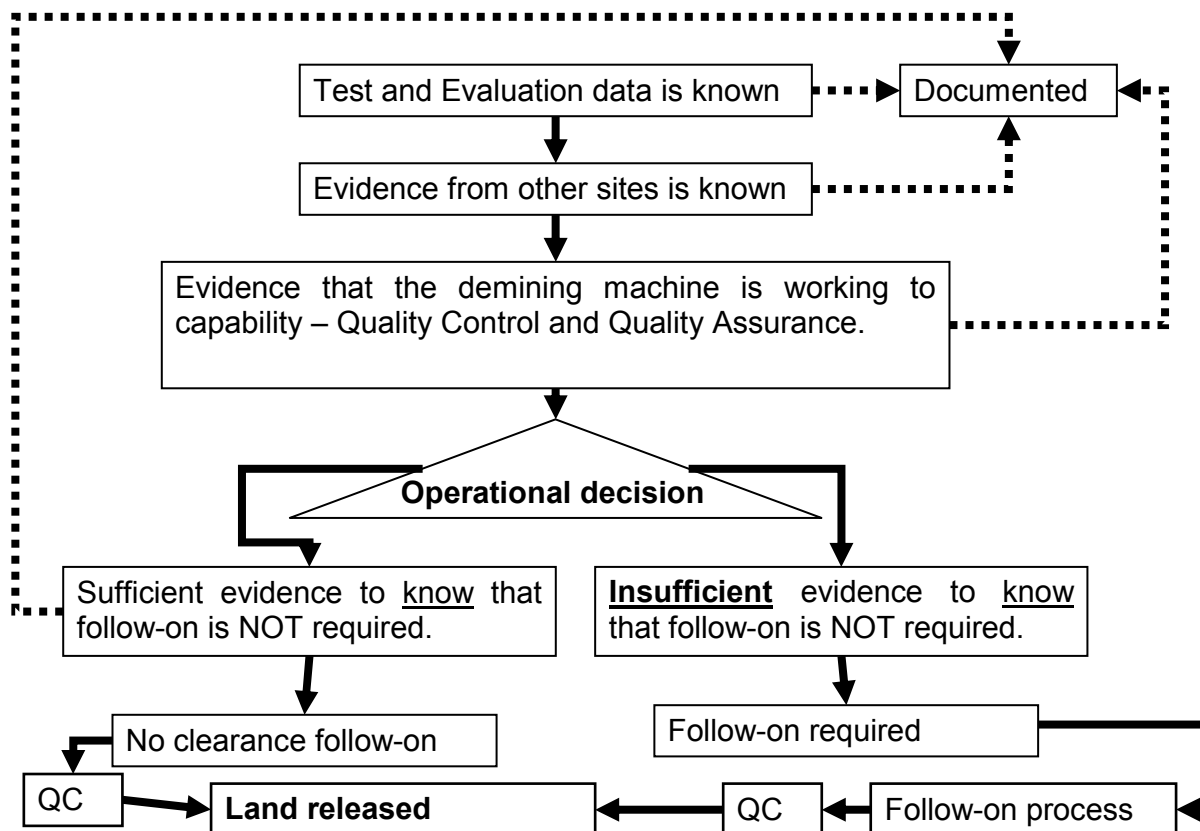 Test and Evaluation data is known
Documented
Evidence from other sites is known
Evidence that the demining machine is working to
capability – Quality Control and Quality Assurance.
Operational decision
Sufficient evidence to know that
follow-on is NOT required.
Insufficient evidence to know
that follow-on is NOT required.
No clearance follow-on
Follow-on required
QC
Land released
QC
Follow-on process